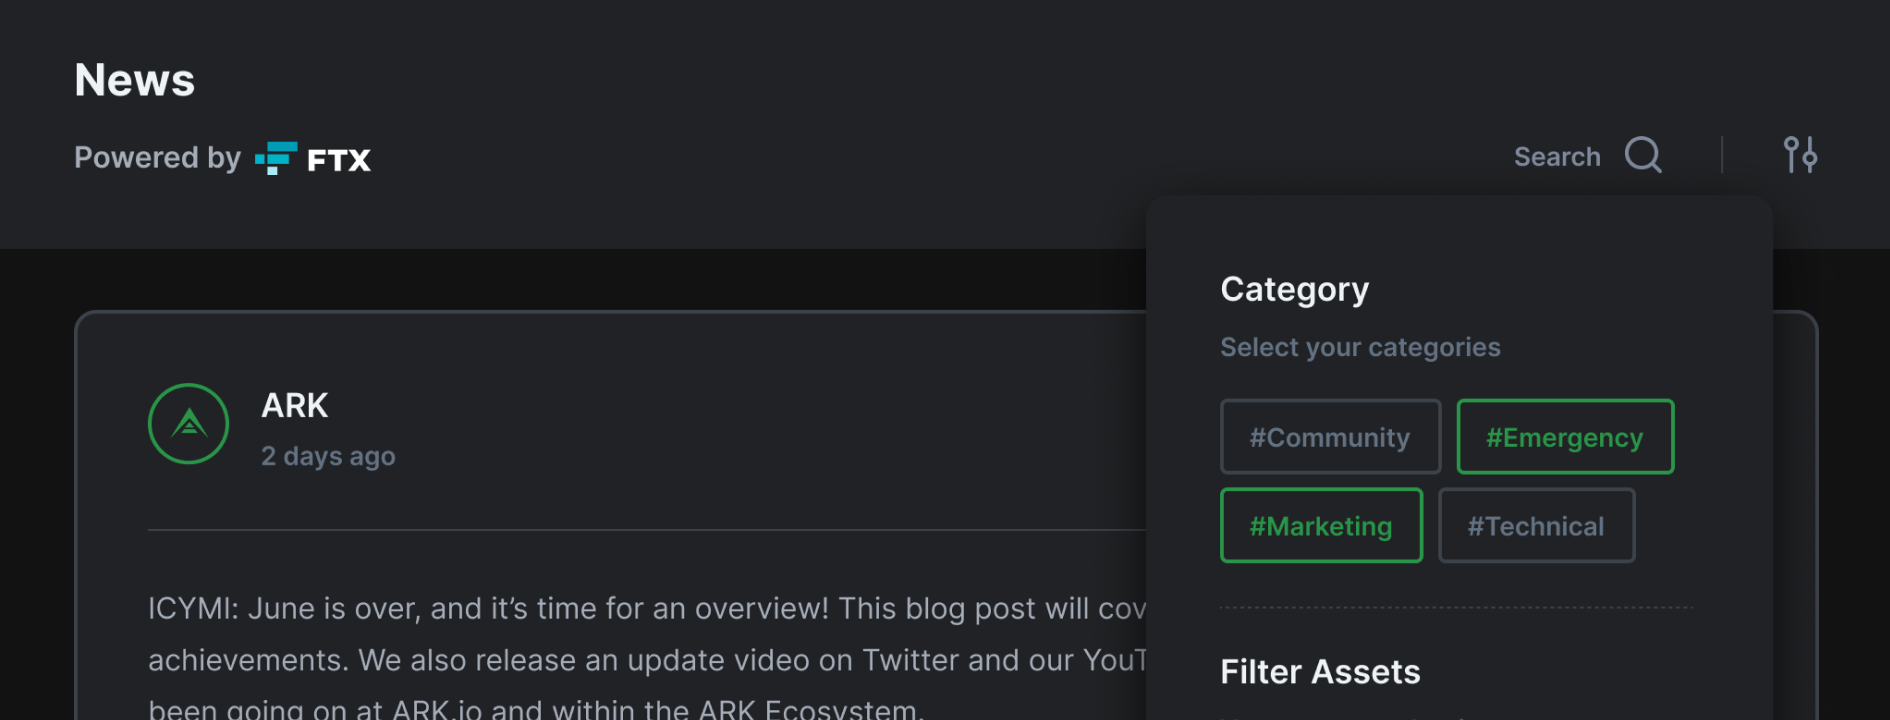 News
Powered by FTX
Search
Category
Select your categories
#Community
#Emergency
#Marketing
#Technical
Filter Assets
ARK
2 days ago
ICYMI: June is over, and it’s time for an overview! This blog post will cov
achievements. We also release an update video on Twitter and our YouT
been going on at ARK.io and within the ARK Ecosystem.